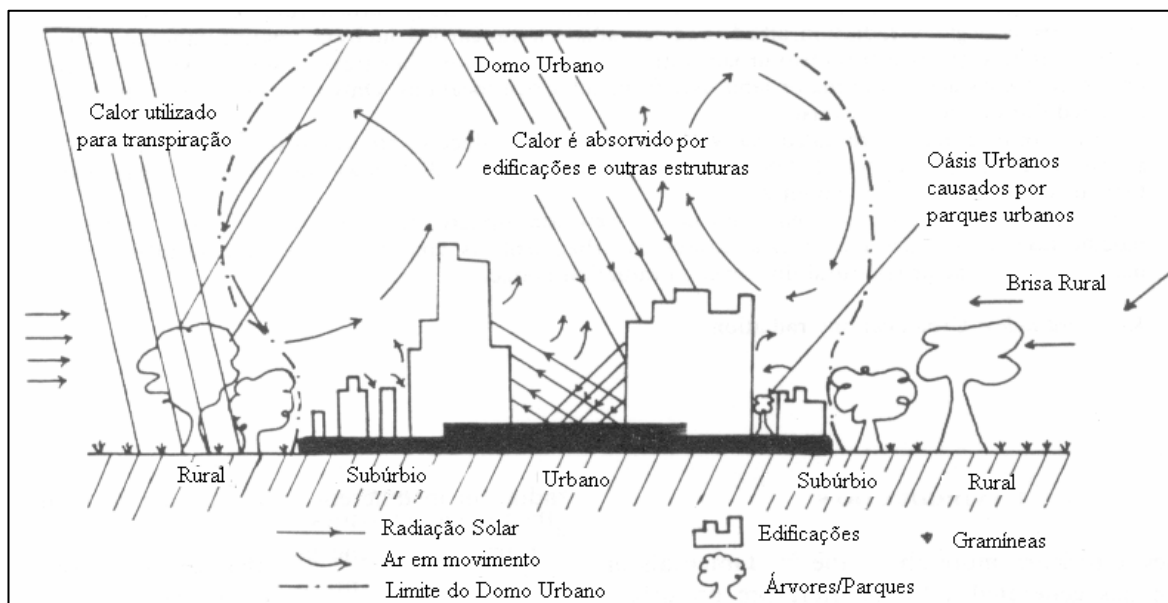 Domo Urbano
Calor utilizado
para transpiração
Calor é absorvido por
edificações e outras estruturas
Oásis Urbanos
causados por
parques urbanos
Brisa Rural
Rural
Subúrbio
Urbano
Subúrbio
Rural
Radiação Solar
Ar em movimento
Limite do Domo Urbano
Edificações
Árvores/Parques
Gramíneas